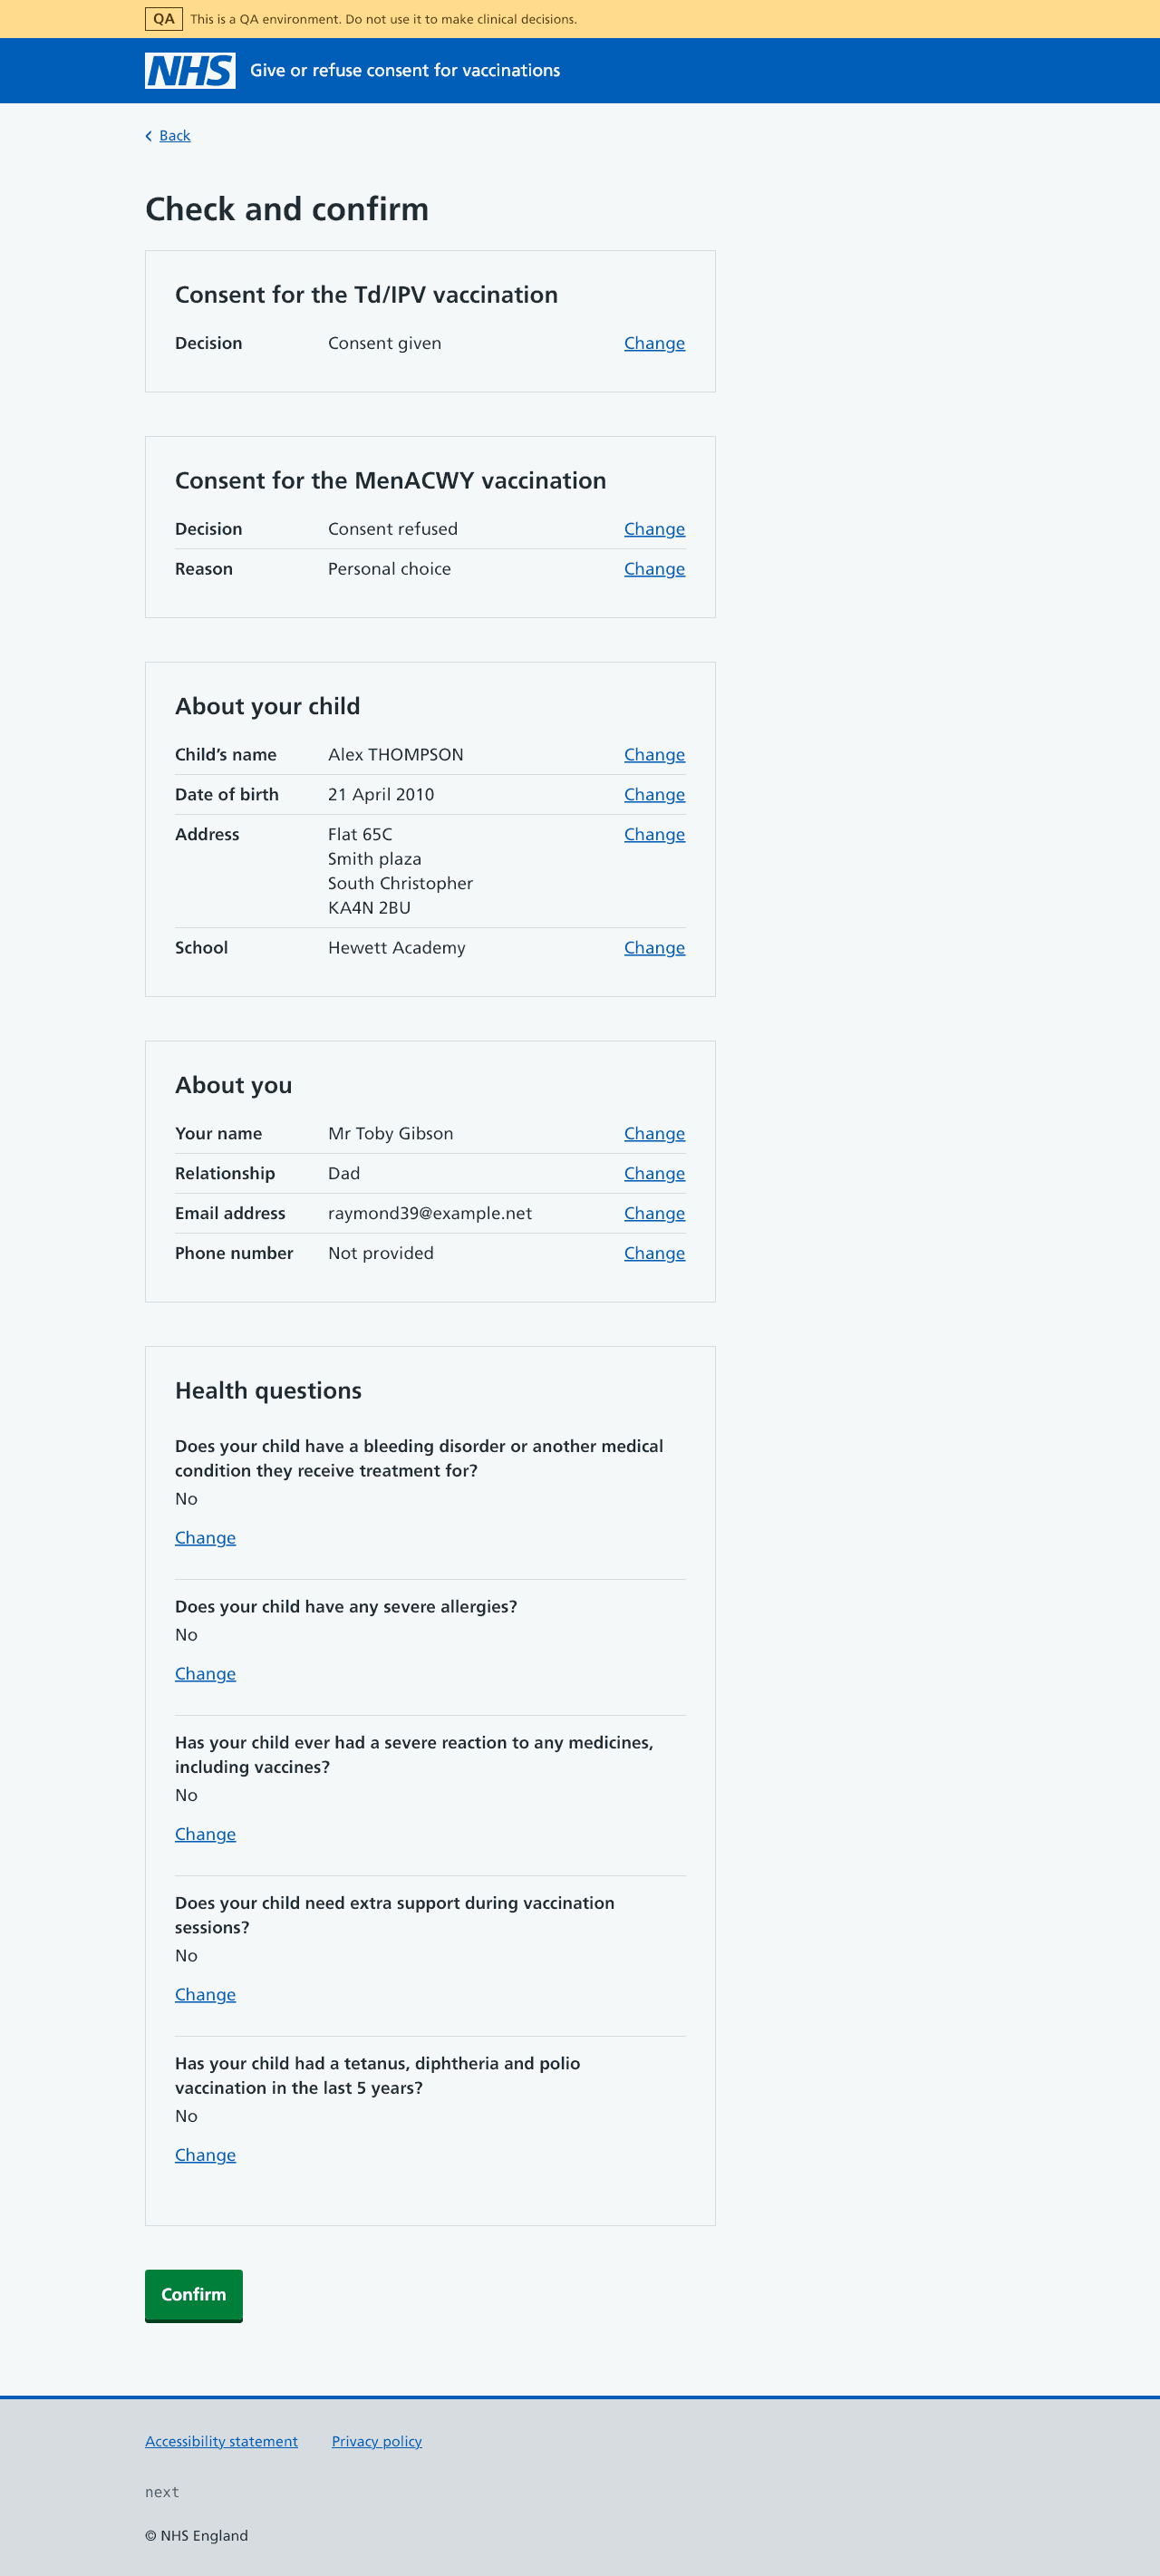 QA This is a QA environment. Do not use it to make clinical decisions.
NHS Give or refuse consent for vaccinations
Back
Check and confirm
Consent for the Td/IPV vaccination
Decision Consent given Change
Consent for the MenACWY vaccination
Decision Consent refused Change
Reason Personal choice Change
About your child
Child’s name Alex THOMPSON Change
Date of birth 21 April 2010 Change
Address Flat 65C Change
Smith plaza
South Christopher
KA4N 2BU
School Hewett Academy Change
About you
Your name Mr Toby Gibson Change
Relationship Dad Change
Email address raymond39@example.net Change
Phone number Not provided Change
Health questions
Does your child have a bleeding disorder or another medical
condition they receive treatment for?
No
Change
Does your child have any severe allergies?
No
Change
Has your child ever had a severe reaction to any medicines,
including vaccines?
No
Change
Does your child need extra support during vaccination
sessions?
No
Change
Has your child had a tetanus, diphtheria and polio
vaccination in the last 5 years?
No
Change
Confirm
Accessibility statement Privacy policy
next
© NHS England